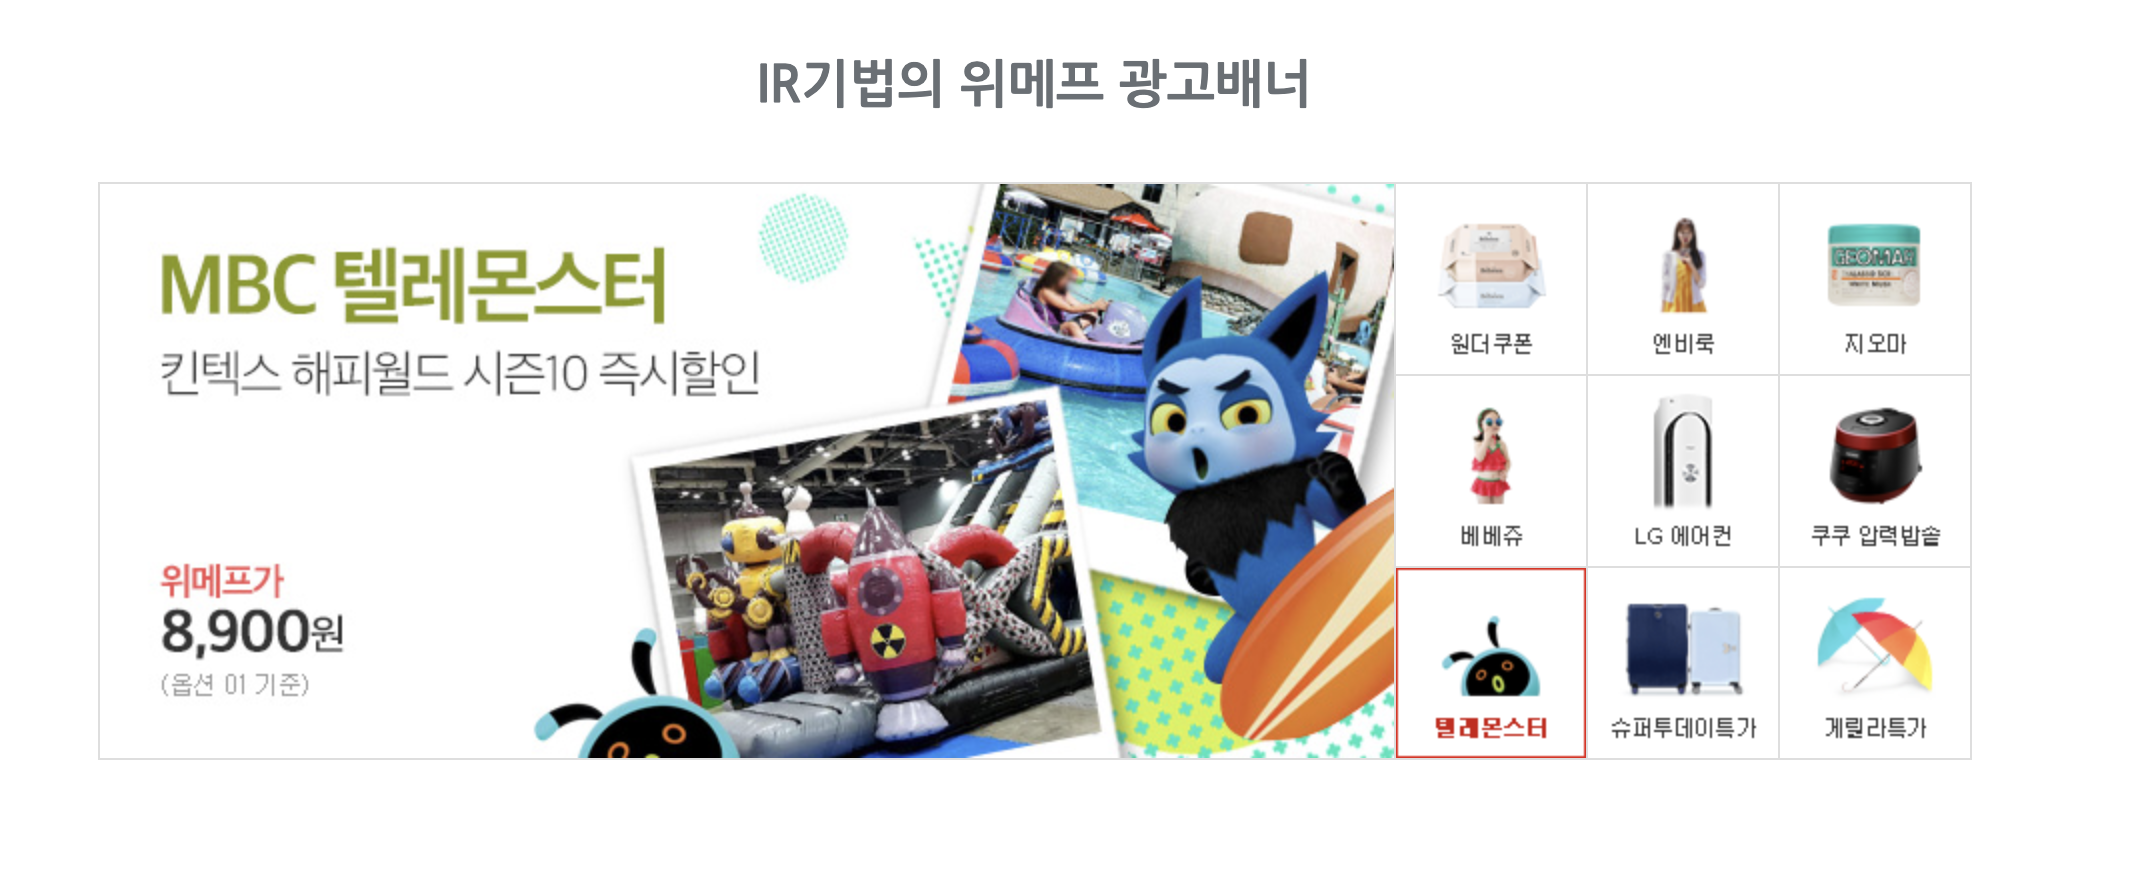 IR기법의 위메프 광고배너
MBC 텔레몬스터
킨텍스 해피월드 시즌10 즉시할인
위메프가
8,900원
(옵션 01 기준)
원더쿠폰
엔비룩
GEOMAR
지오마
베베쥬
LG 에어컨
쿠쿠 압력밥솥
텔레몬스터
슈퍼투데이특가
게릴라특가